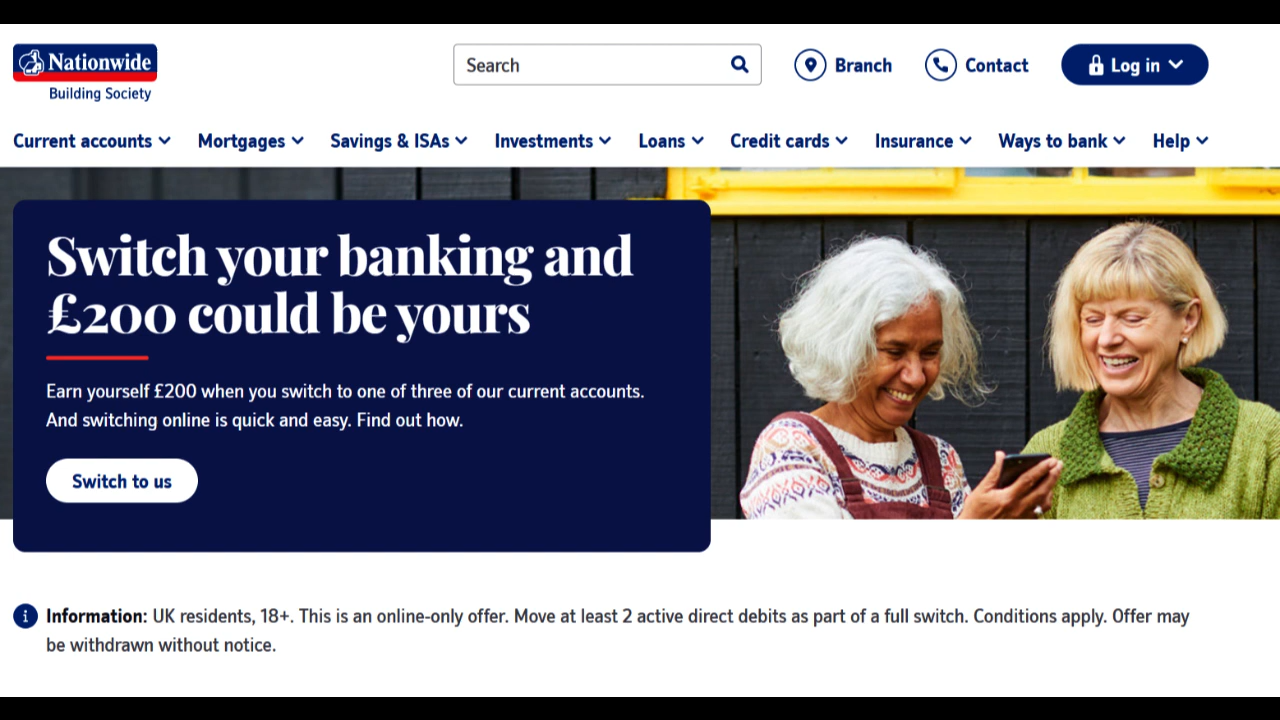 Nationwide
Building Society
Search
Branch
Contact
Log in
Current accounts
Mortgages
Savings & ISAs
Investments
Loans
Credit cards
Insurance
Ways to bank
Help
Switch your banking and
£200 could be yours
Earn yourself £200 when you switch to one of three of our current accounts.
And switching online is quick and easy. Find out how.
Switch to us
Information: UK residents, 18+. This is an online-only offer. Move at least 2 active direct debits as part of a full switch. Conditions apply. Offer may
be withdrawn without notice.